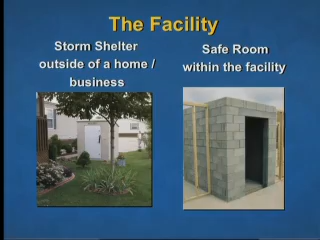 The Facility
Storm Shelter
outside of a home /
business
Safe Room
within the facility